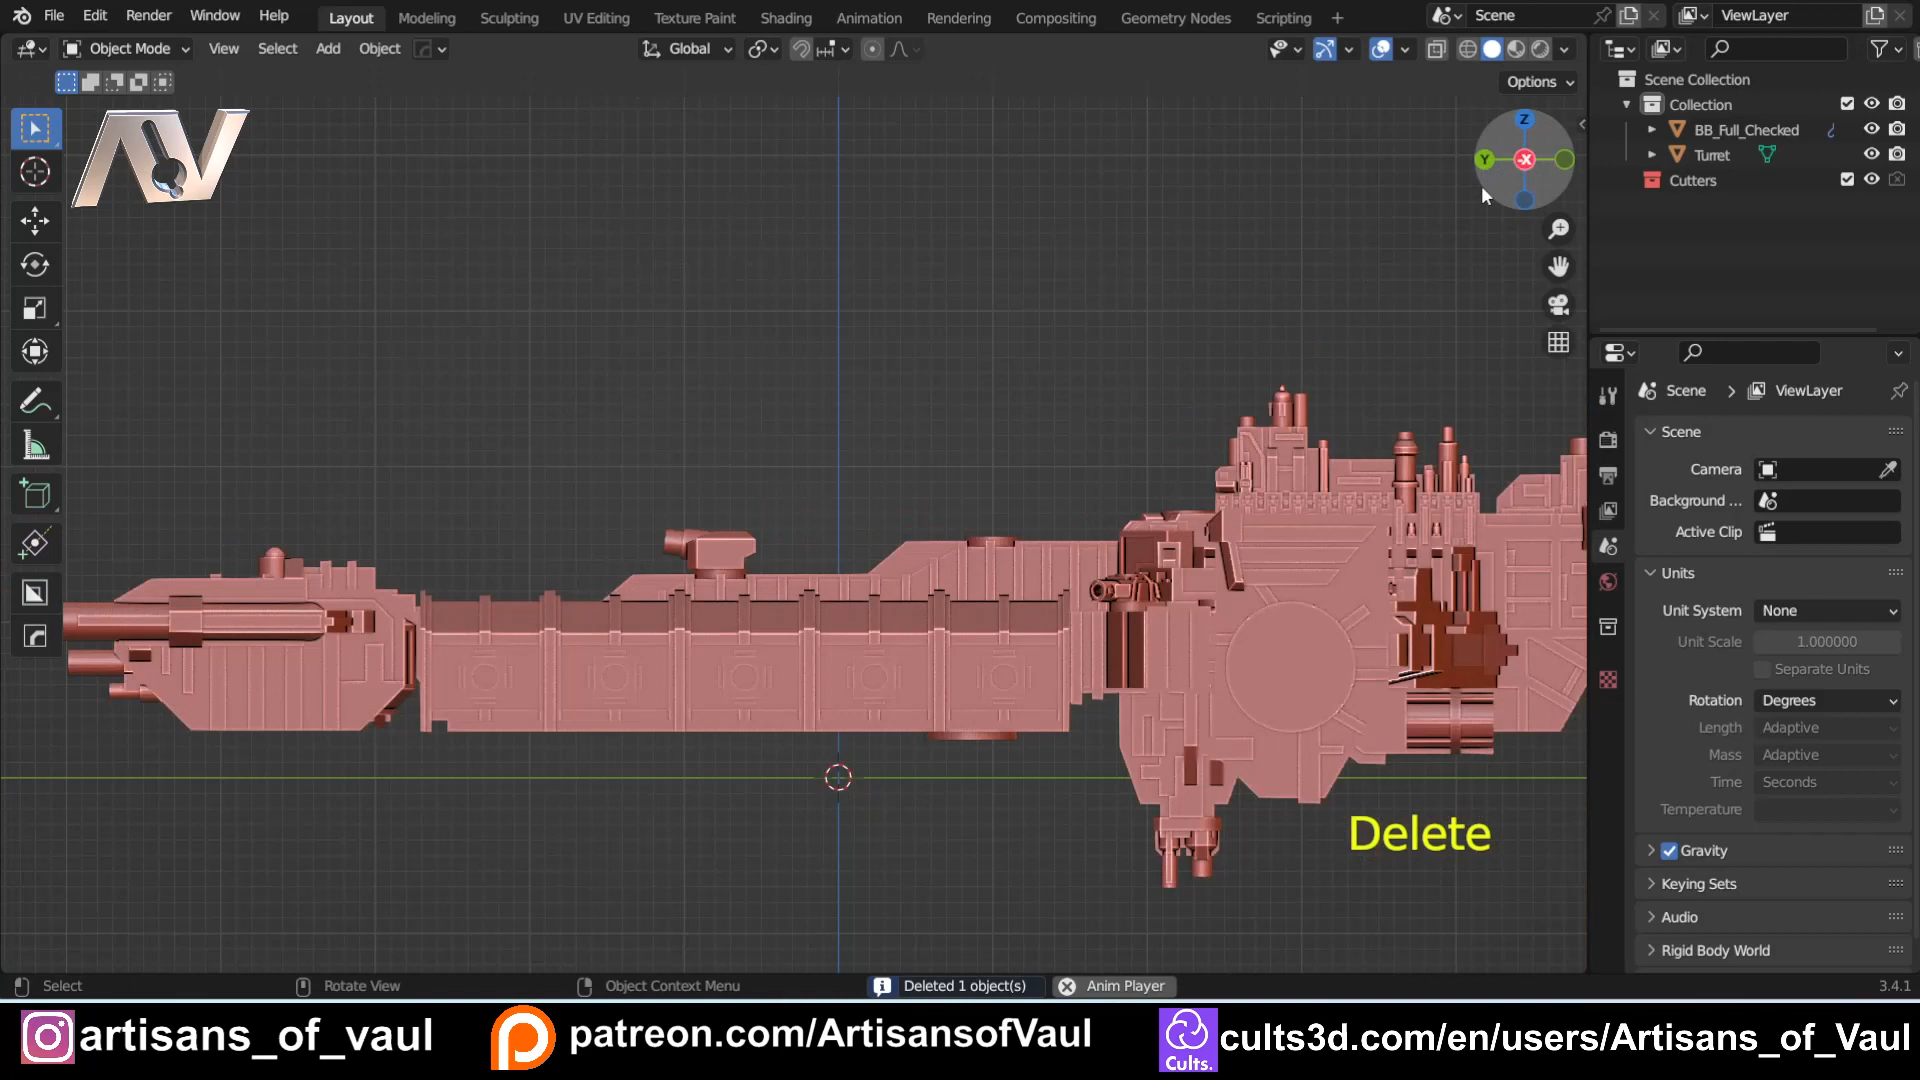 File Edit Render Window Help Layout Modeling Sculpting UV Editing Texture Paint Shading Animation Rendering Compositing Geometry Nodes Scripting + Scene ViewLayer
Object Mode View Select Add Object Global
Options
Scene Collection
Collection
BB_Full_Checked
Turret
Cutters
Z
Y
-X
AV
Scene ViewLayer
Scene
Camera
Background ...
Active Clip
Units
Unit System None
Unit Scale 1.000000
Separate Units
Rotation Degrees
Length Adaptive
Mass Adaptive
Time Seconds
Temperature
Gravity
Keying Sets
Audio
Rigid Body World
Delete
Select Rotate View Object Context Menu Deleted 1 object(s) Anim Player 3.4.1
artisans_of_vaul patreon.com/ArtisansofVaul Cults. cults3d.com/en/users/Artisans_of_Vaul